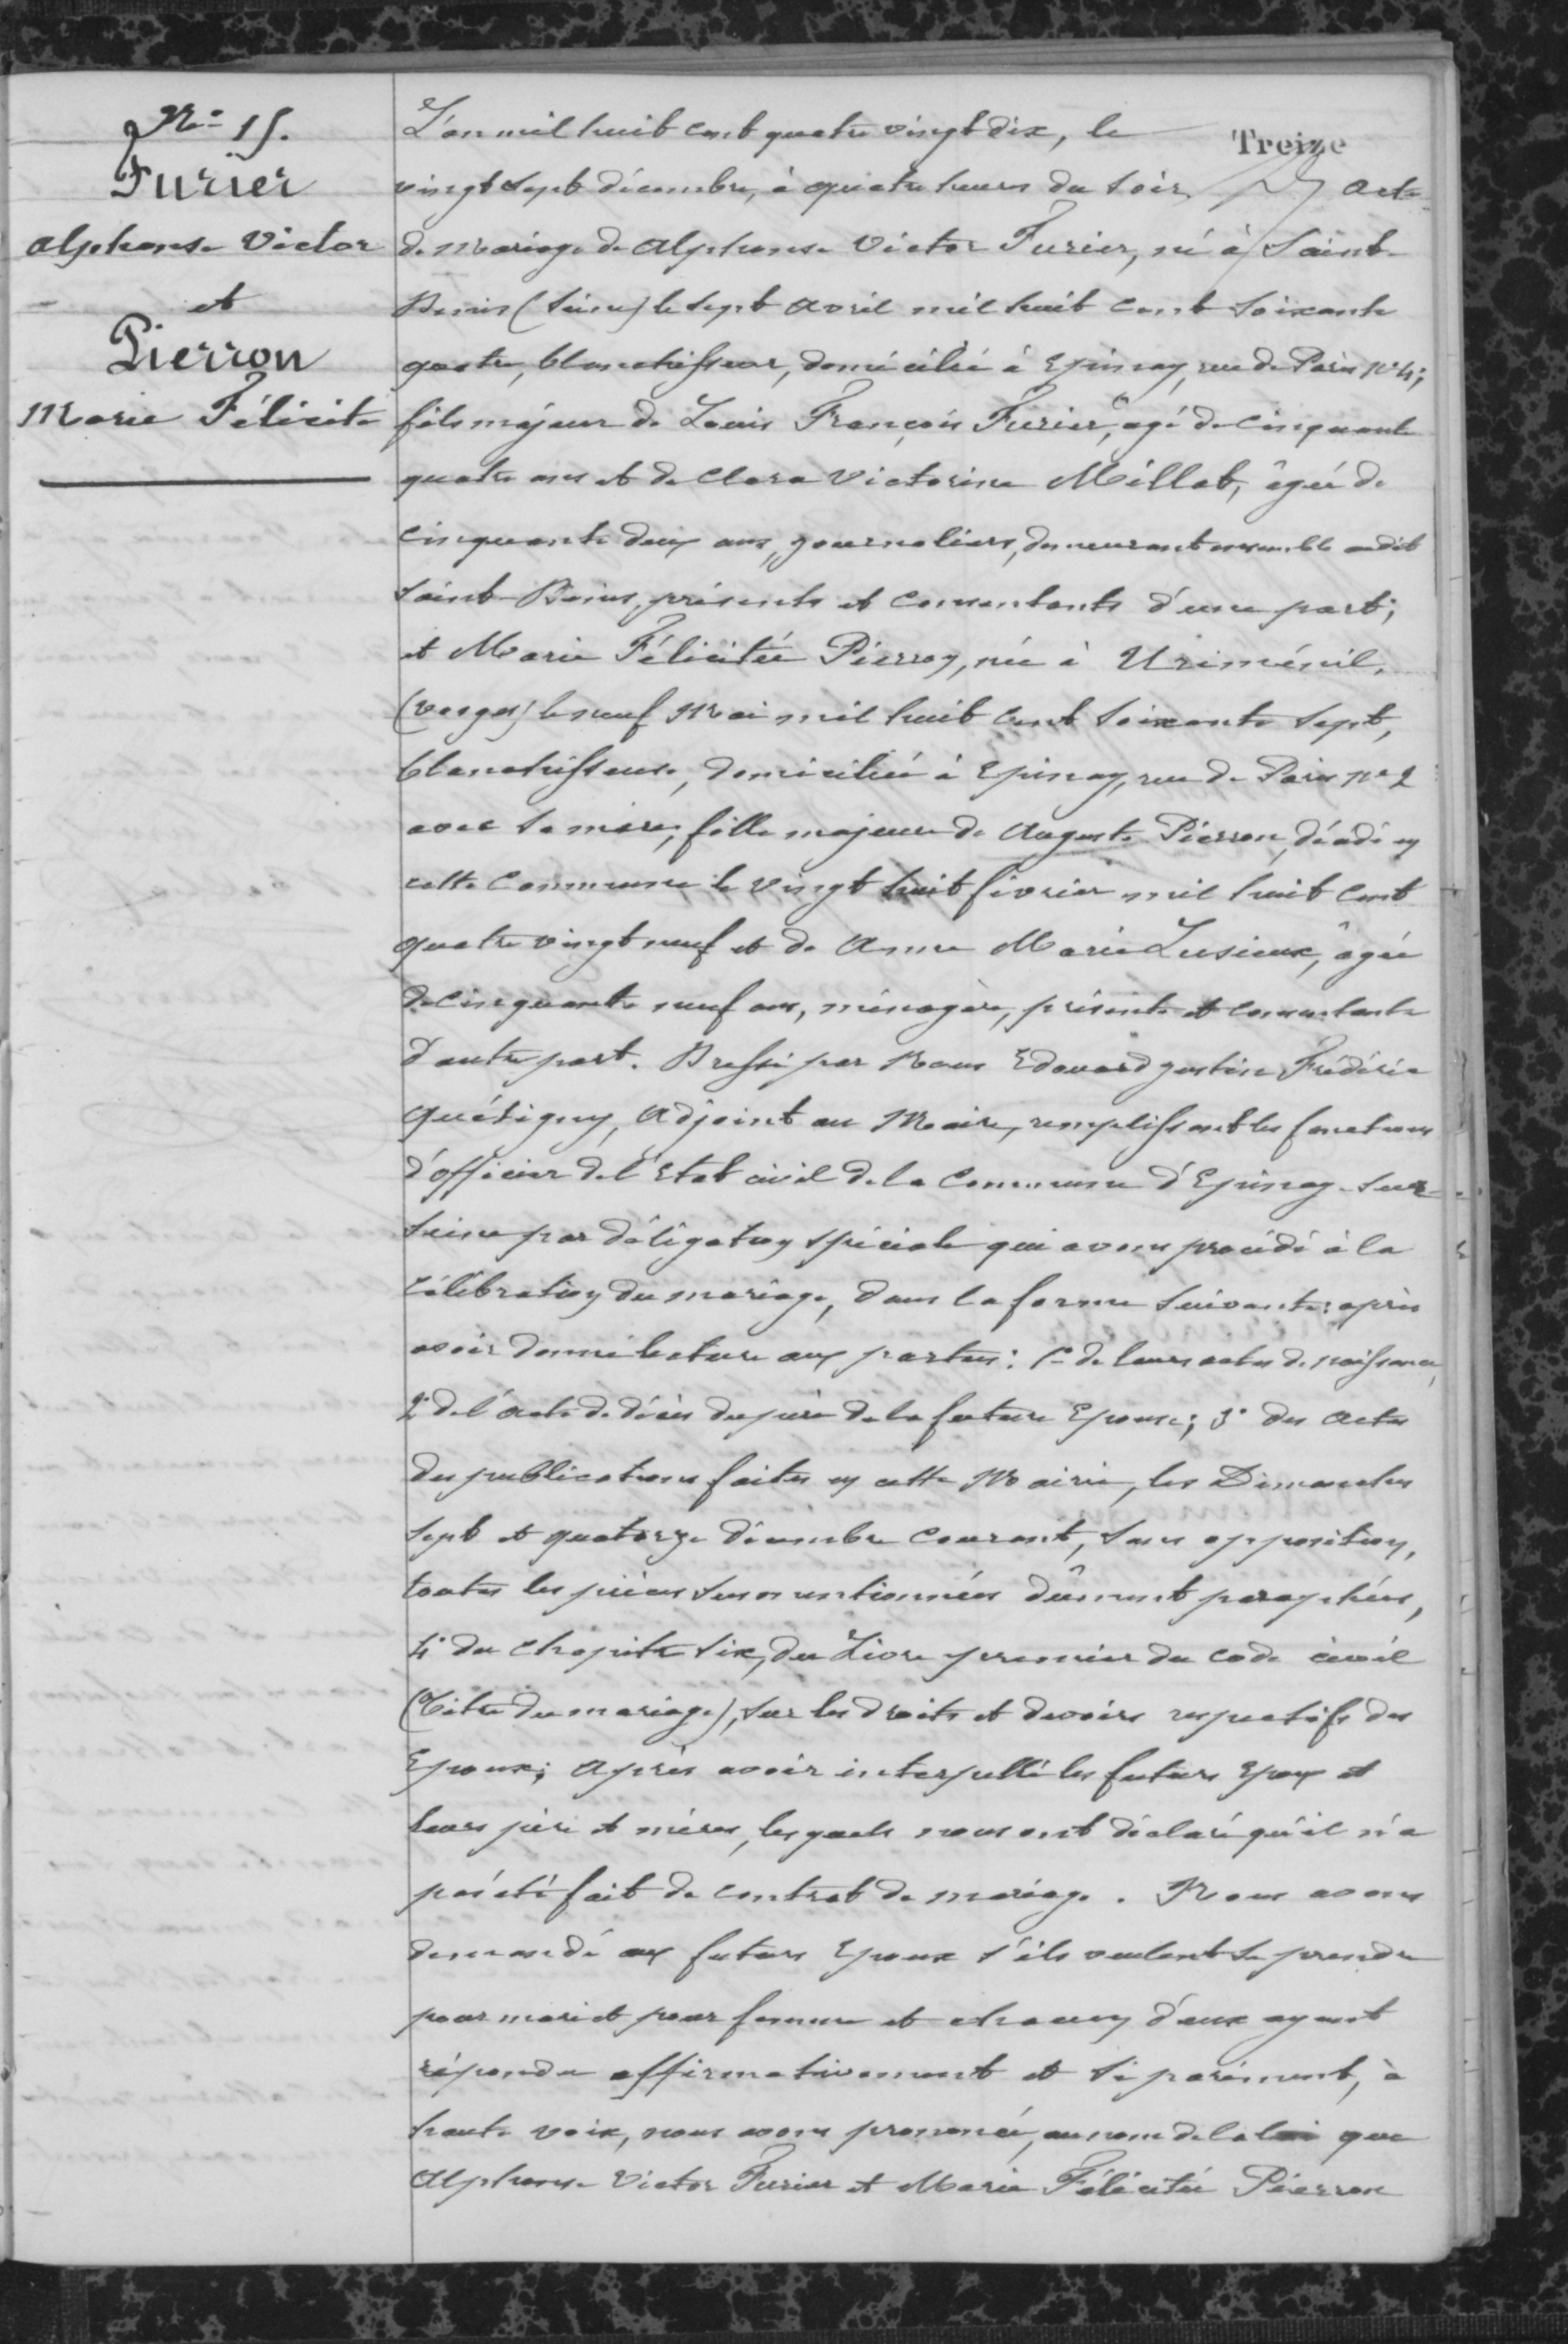 No 15.
Furier
Alphonse Victor
et
Pierron
Marie Félicité
Treize
L'an mil huit cent quatre vingt dix, le
vingt sept décembre, à quatre heures du soir, Acte
de mariage de Alphonse Victor Furier, né à Saint-
Denis (Seine) le sept avril mil huit cent soixante
quatre, blanchisseur, domicilié à Epinay, rue de Paris no 4;
fils majeur de Louis François Furier, âgé de cinquante
quatre ans et de Clara Victorine Millat, âgée de
cinquante deux ans, journaliers, demeurant ensemble audit
Saint-Denis, présents et consentants d'une part;
et Marie Félicitée Pierron, née à Uriménil,
(Vosges) le neuf Mai mil huit cent soixante sept,
blanchisseuse, domiciliée à Epinay, rue de Paris no 2
avec sa mère, fille majeure de Auguste Pierron, décédé en
cette commune le vingt huit février mil huit cent
quatre vingt neuf et de Anne Marie Lusieux, âgée
de cinquante neuf ans, ménagère, présente et consentante
d'autre part. Dressé par Nous Edouard Justin Frédéric
Quétigny, Adjoint au Maire, remplissant les fonctions
d'officier de l'Etat civil de la Commune d'Epinay-sur-
Seine par délégation spéciale qui avons procédé à la
célébration du mariage, dans la forme suivante: après
avoir donné lecture aux parties: 1o de leurs actes de naissance,
2o de l'acte de décès du père de la future Epouse; 3o des actes
des publications faites en cette Mairie, les Dimanches
sept et quatorze décembre courant, sans opposition,
toutes les pièces susmentionnées dûment paraphées,
4o du chapitre six, du Livre premier du Code civil
(Titre du mariage), sur les droits et devoirs respectifs des
Epoux; Après avoir interpellé les futurs Epoux et
leurs père et mères, lesquels nous ont déclaré qu'il n'a
pas été fait de contrat de mariage. Nous avons
demandé aux futurs Epoux s'ils veulent se prendre
pour mari et pour femme et chacun d'eux ayant
répondu affirmativement et séparément, à
haute voix, nous avons prononcé, au nom de la loi que
Alphonse Victor Furier et Marie Félicitée Pierron